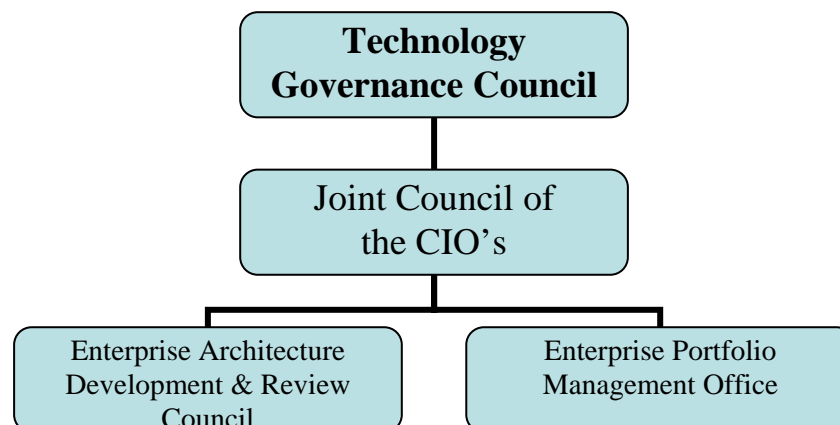 Technology
Governance Council
Joint Council of
the CIO’s
Enterprise Architecture
Development & Review
Council
Enterprise Portfolio
Management Office